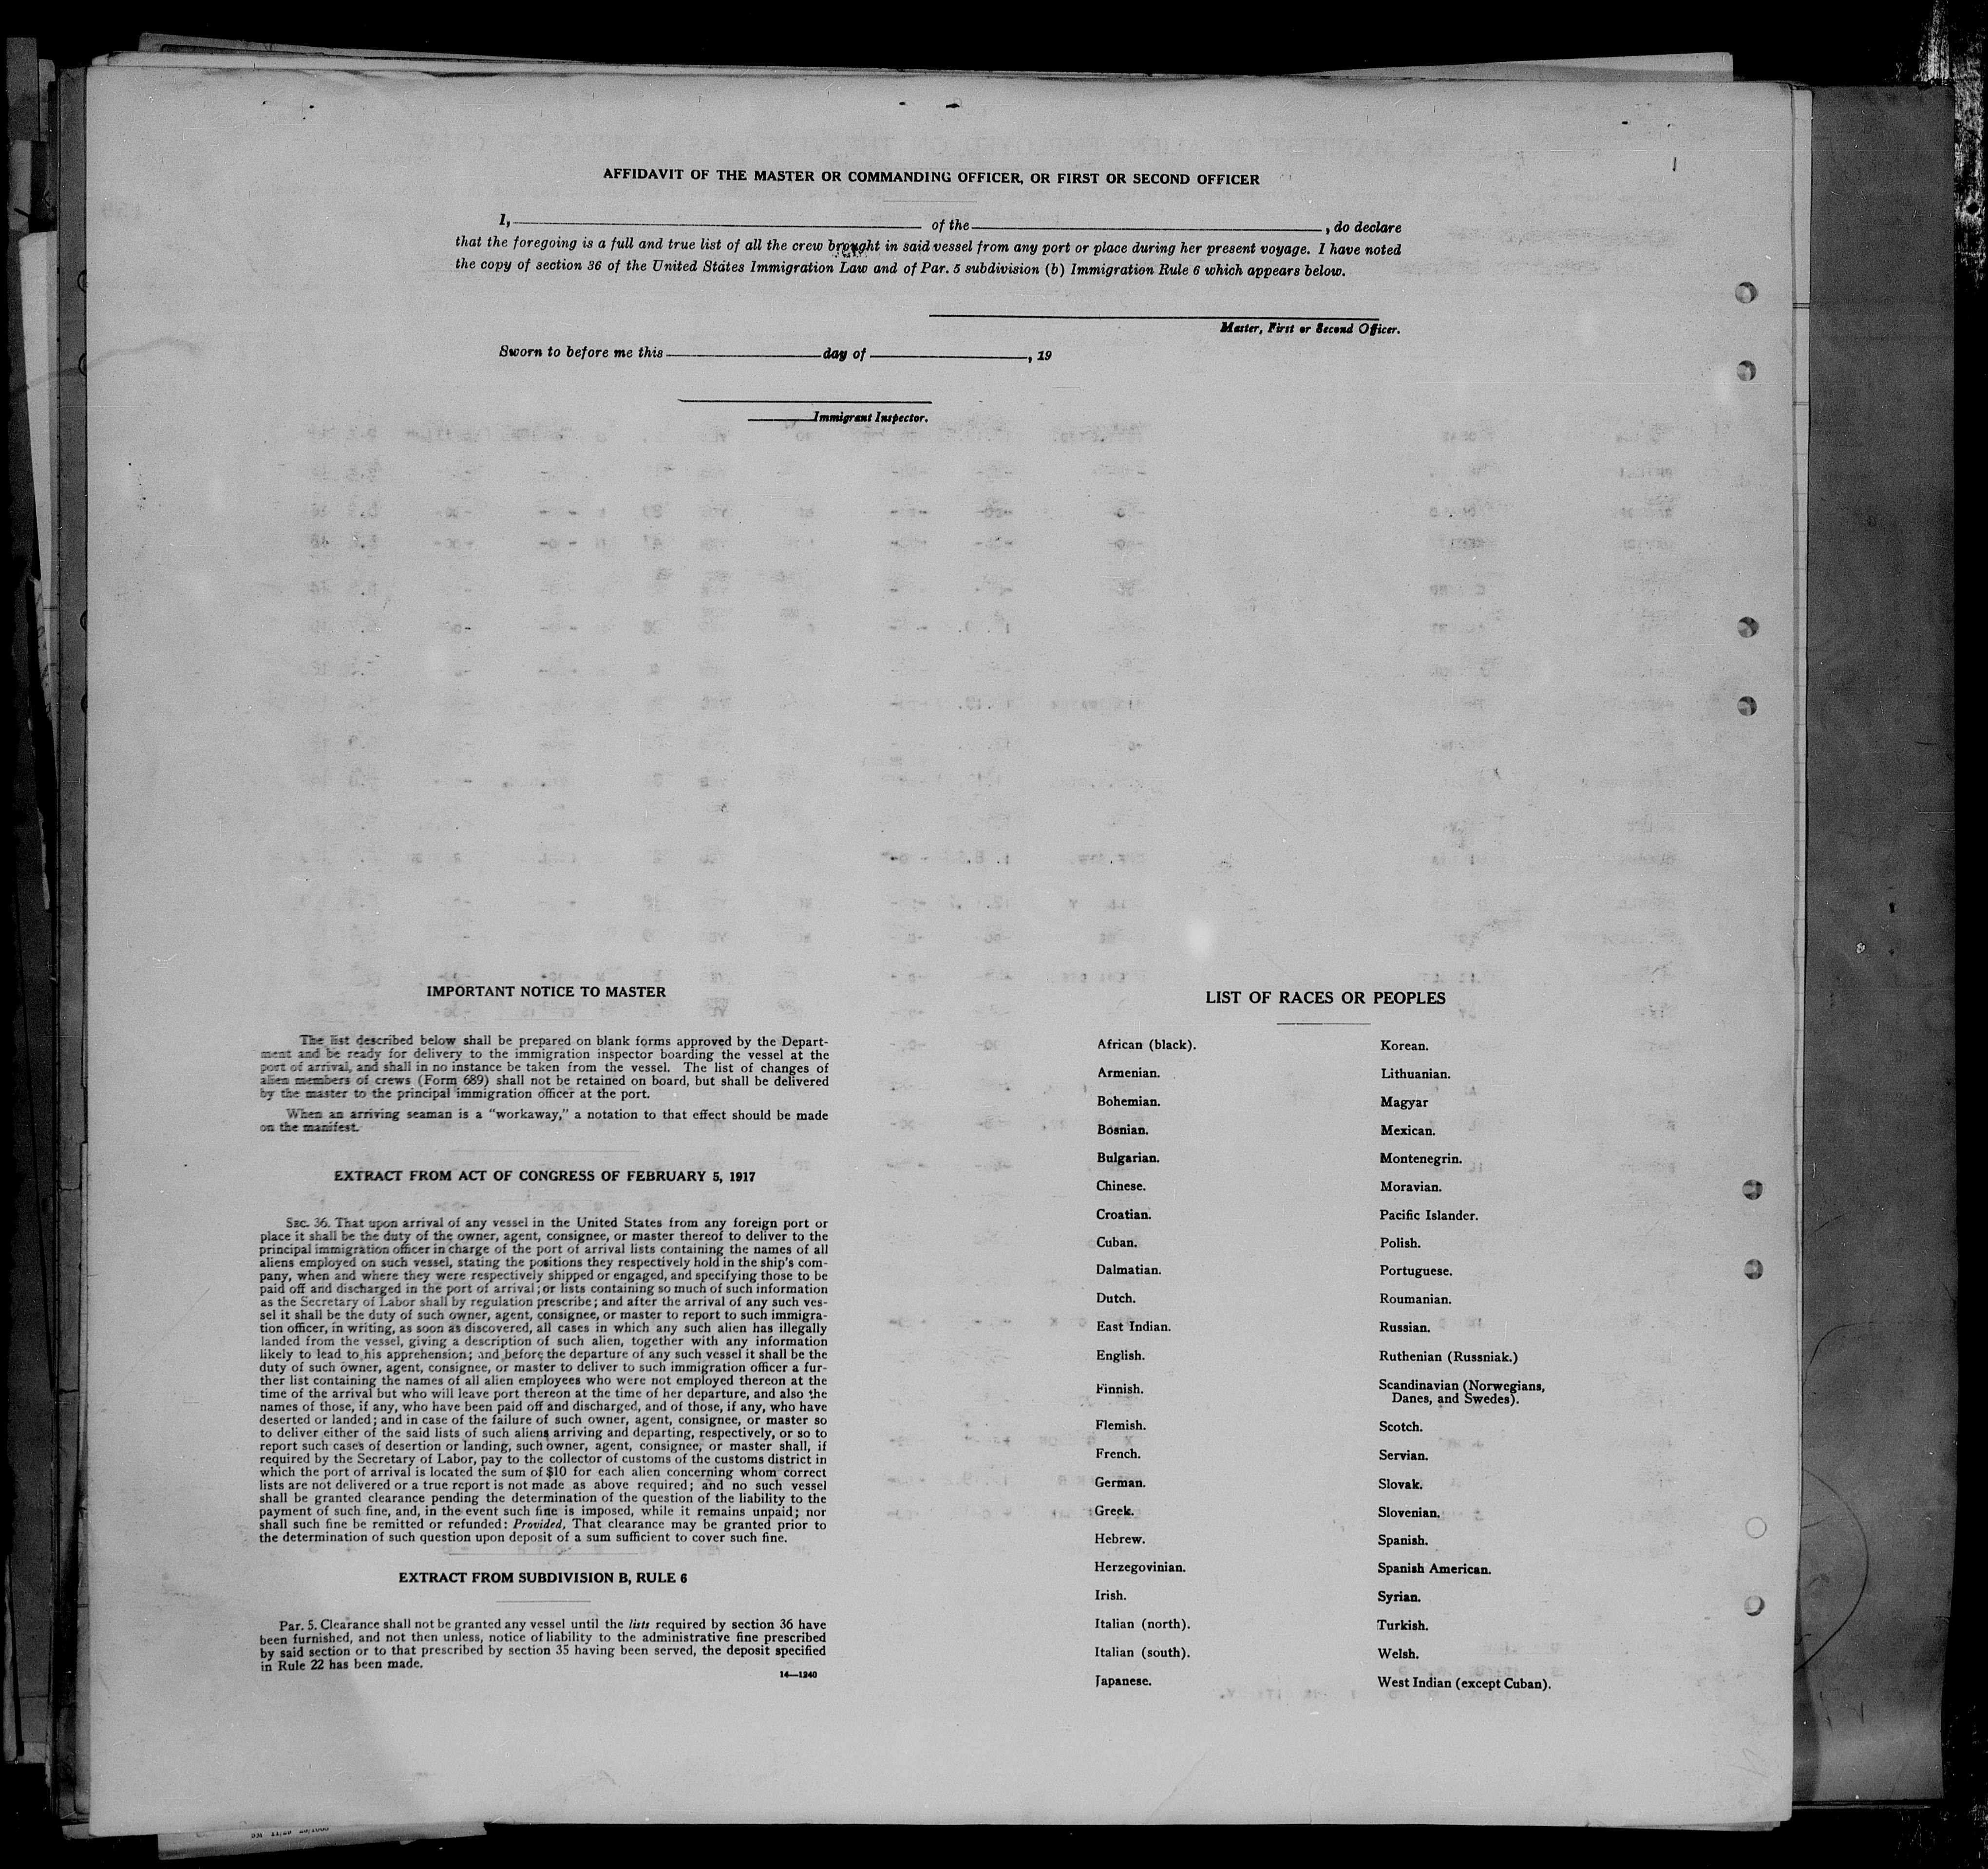 AFFIDAVIT OF THE MASTER OR COMMANDING OFFICER, OR FIRST OR SECOND OFFICER
I, of the , do declare
that the foregoing is a full and true list of all the crew brought in said vessel from any port or place during her present voyage. I have noted
the copy of section 36 of the United States Immigration Law and of Par. 5 subdivision (b) Immigration Rule 6 which appears below.
Master, First or Second Officer.
Sworn to before me this day of , 19
Immigrant Inspector.
IMPORTANT NOTICE TO MASTER
The list described below shall be prepared on blank forms approved by the Depart-
ment and be ready for delivery to the immigration inspector boarding the vessel at the
port of arrival, and shall in no instance be taken from the vessel. The list of changes of
alien members of crews (Form 689) shall not be retained on board, but shall be delivered
by the master to the principal immigration officer at the port.
When an arriving seaman is a "workaway," a notation to that effect should be made
on the manifest.
EXTRACT FROM ACT OF CONGRESS OF FEBRUARY 5, 1917
Sec. 36. That upon arrival of any vessel in the United States from any foreign port or
place it shall be the duty of the owner, agent, consignee, or master thereof to deliver to the
principal immigration officer in charge of the port of arrival lists containing the names of all
aliens employed on such vessel, stating the positions they respectively hold in the ship's com-
pany, when and where they were respectively shipped or engaged, and specifying those to be
paid off and discharged in the port of arrival; or lists containing so much of such information
as the Secretary of Labor shall by regulation prescribe; and after the arrival of any such ves-
sel it shall be the duty of such owner, agent, consignee, or master to report to such immigra-
tion officer, in writing, as soon as discovered, all cases in which any such alien has illegally
landed from the vessel, giving a description of such alien, together with any information
likely to lead to his apprehension; and before the departure of any such vessel it shall be the
duty of such owner, agent, consignee, or master to deliver to such immigration officer a fur-
ther list containing the names of all alien employees who were not employed thereon at the
time of the arrival but who will leave port thereon at the time of her departure, and also the
names of those, if any, who have been paid off and discharged, and of those, if any, who have
deserted or landed; and in case of the failure of such owner, agent, consignee, or master so
to deliver either of the said lists of such aliens arriving and departing, respectively, or so to
report such cases of desertion or landing, such owner, agent, consignee, or master shall, if
required by the Secretary of Labor, pay to the collector of customs of the customs district in
which the port of arrival is located the sum of $10 for each alien concerning whom correct
lists are not delivered or a true report is not made as above required; and no such vessel
shall be granted clearance pending the determination of the question of the liability to the
payment of such fine, and, in the event such fine is imposed, while it remains unpaid; nor
shall such fine be remitted or refunded: Provided, That clearance may be granted prior to
the determination of such question upon deposit of a sum sufficient to cover such fine.
EXTRACT FROM SUBDIVISION B, RULE 6
Par. 5. Clearance shall not be granted any vessel until the lists required by section 36 have
been furnished, and not then unless, notice of liability to the administrative fine prescribed
by said section or to that prescribed by section 35 having been served, the deposit specified
in Rule 22 has been made.
14—1240
LIST OF RACES OR PEOPLES
African (black).
Armenian.
Bohemian.
Bosnian.
Bulgarian.
Chinese.
Croatian.
Cuban.
Dalmatian.
Dutch.
East Indian.
English.
Finnish.
Flemish.
French.
German.
Greek.
Hebrew.
Herzegovinian.
Irish.
Italian (north).
Italian (south).
Japanese.
Korean.
Lithuanian.
Magyar
Mexican.
Montenegrin.
Moravian.
Pacific Islander.
Polish.
Portuguese.
Roumanian.
Russian.
Ruthenian (Russniak.)
Scandinavian (Norwegians,
Danes, and Swedes).
Scotch.
Servian.
Slovak.
Slovenian.
Spanish.
Spanish American.
Syrian.
Turkish.
Welsh.
West Indian (except Cuban).